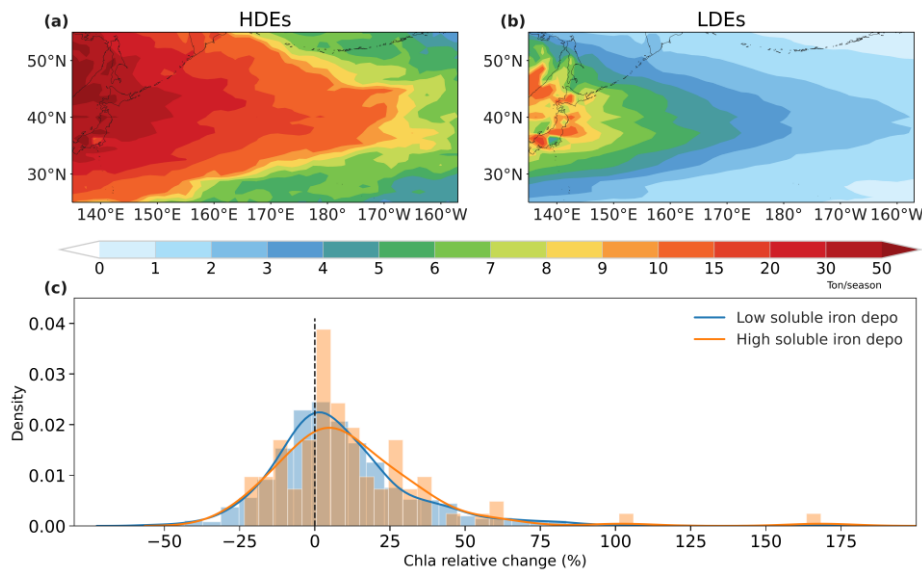 (a) HDEs
(b) LDEs
50°N
40°N
30°N
140°E 150°E 160°E 170°E 180° 170°W 160°W
50°N
40°N
30°N
140°E 150°E 160°E 170°E 180° 170°W 160°W
0 1 2 3 4 5 6 7 8 9 10 15 20 30 50
Ton/season
(c)
Low soluble iron depo
High soluble iron depo
Density
0.04
0.03
0.02
0.01
0.00
−50 −25 0 25 50 75 100 125 150 175
Chla relative change (%)